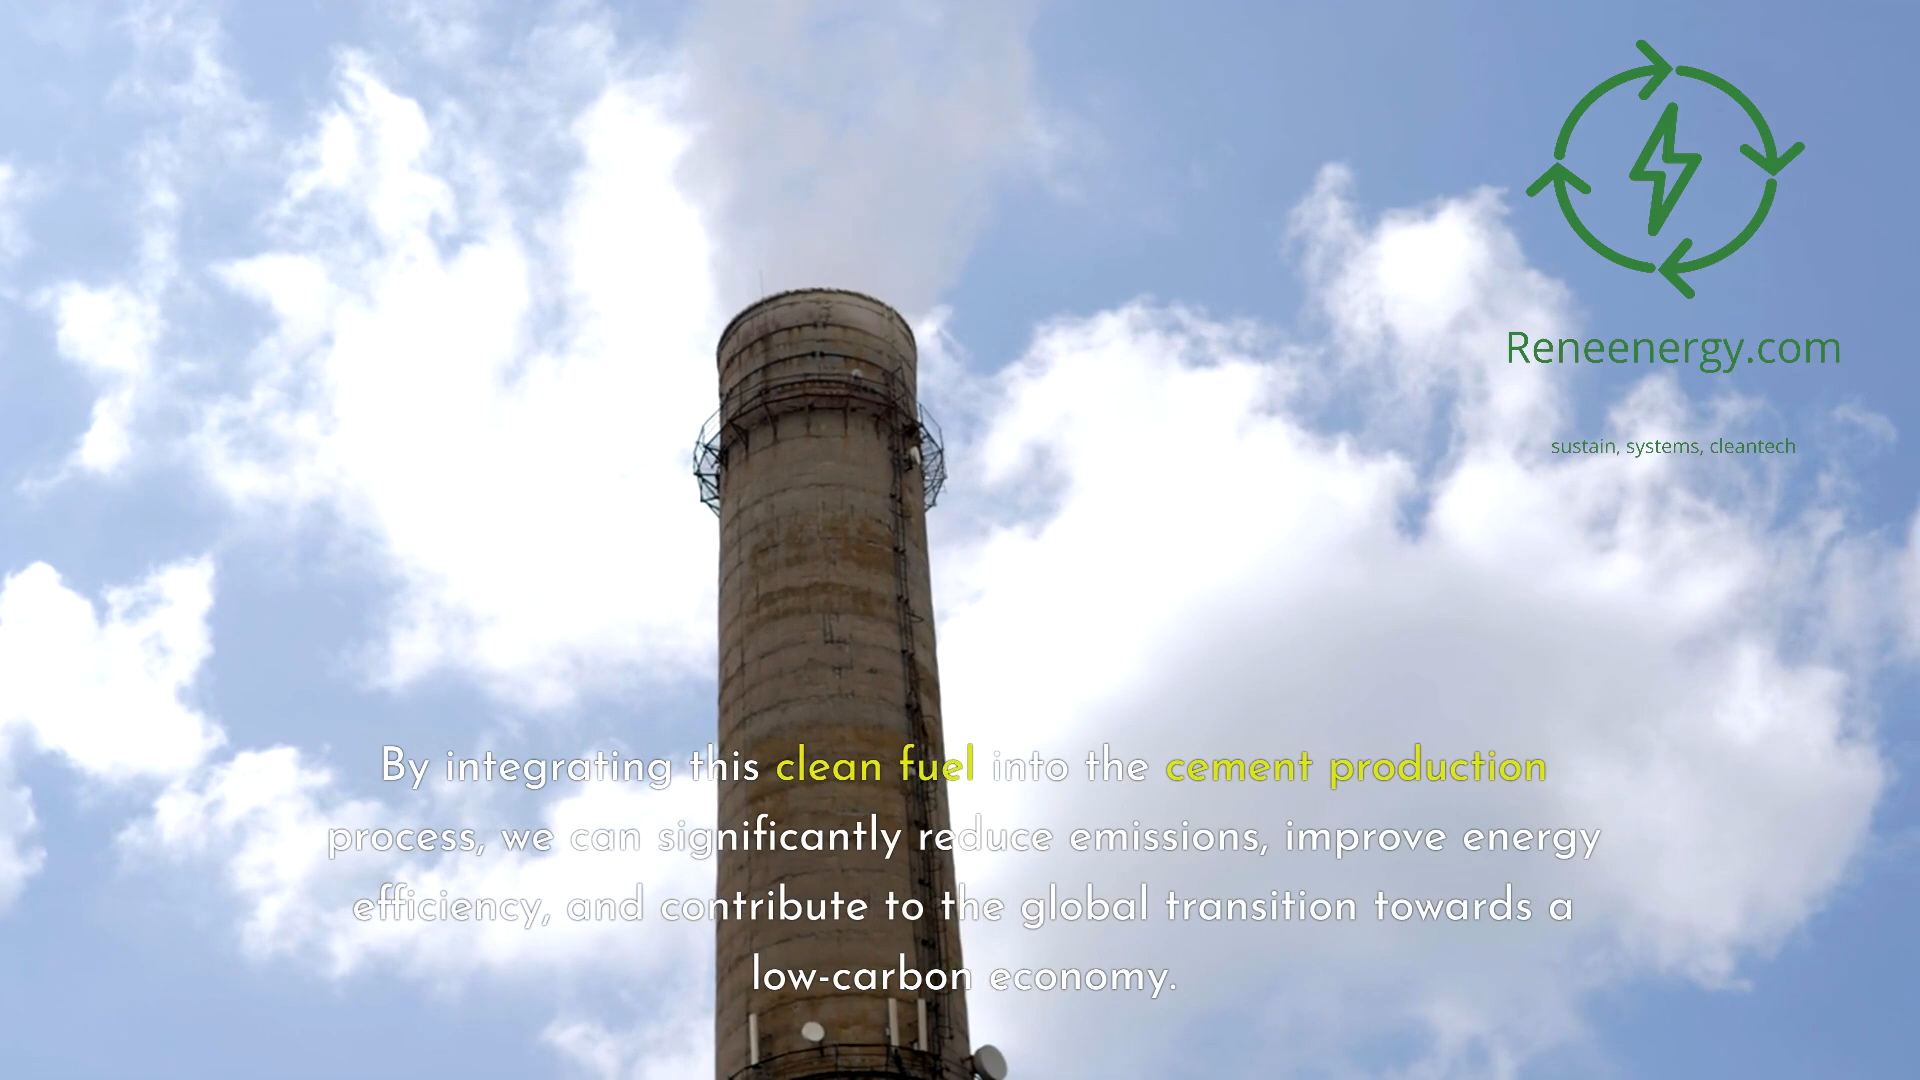 Reneenergy.com
sustain, systems, cleantech
By integrating this clean fuel into the cement production
process, we can significantly reduce emissions, improve energy
efficiency, and contribute to the global transition towards a
low-carbon economy.